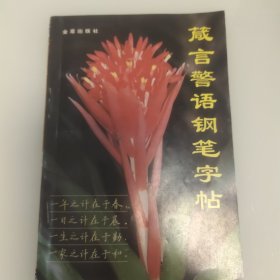 金盾出版社
箴言警语钢笔字帖
一年之计在于春、
一日之计在于晨、
一生之计在于勤、
一家之计在于和、